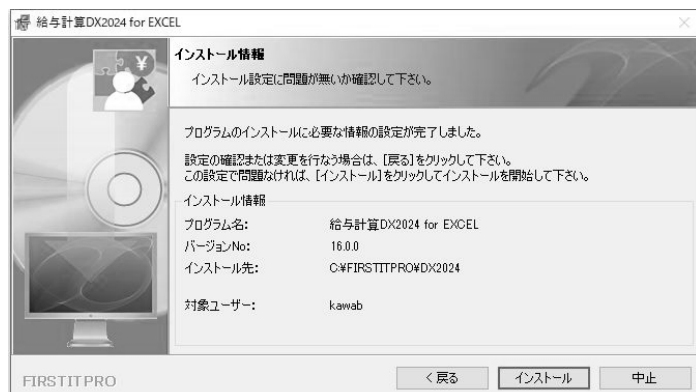 給与計算DX2024 for EXCEL
インストール情報
インストール設定に問題が無いか確認して下さい。
¥
プログラムのインストールに必要な情報の設定が完了しました。
設定の確認または変更を行なう場合は、[戻る]をクリックして下さい。
この設定で問題なければ、[インストール]をクリックしてインストールを開始して下さい。
インストール情報
プログラム名: 給与計算DX2024 for EXCEL
バージョンNo: 16.0.0
インストール先: C:¥FIRSTITPRO¥DX2024
対象ユーザー: kawab
FIRSTITPRO
< 戻る インストール 中止